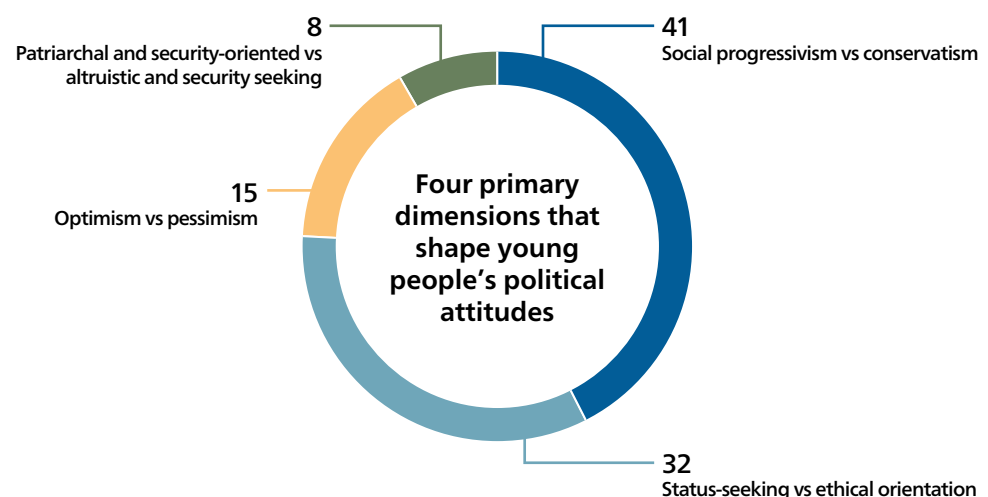 8
Patriarchal and security-oriented vs
altruistic and security seeking
41
Social progressivism vs conservatism
15
Optimism vs pessimism
Four primary
dimensions that
shape young
people’s political
attitudes
32
Status-seeking vs ethical orientation